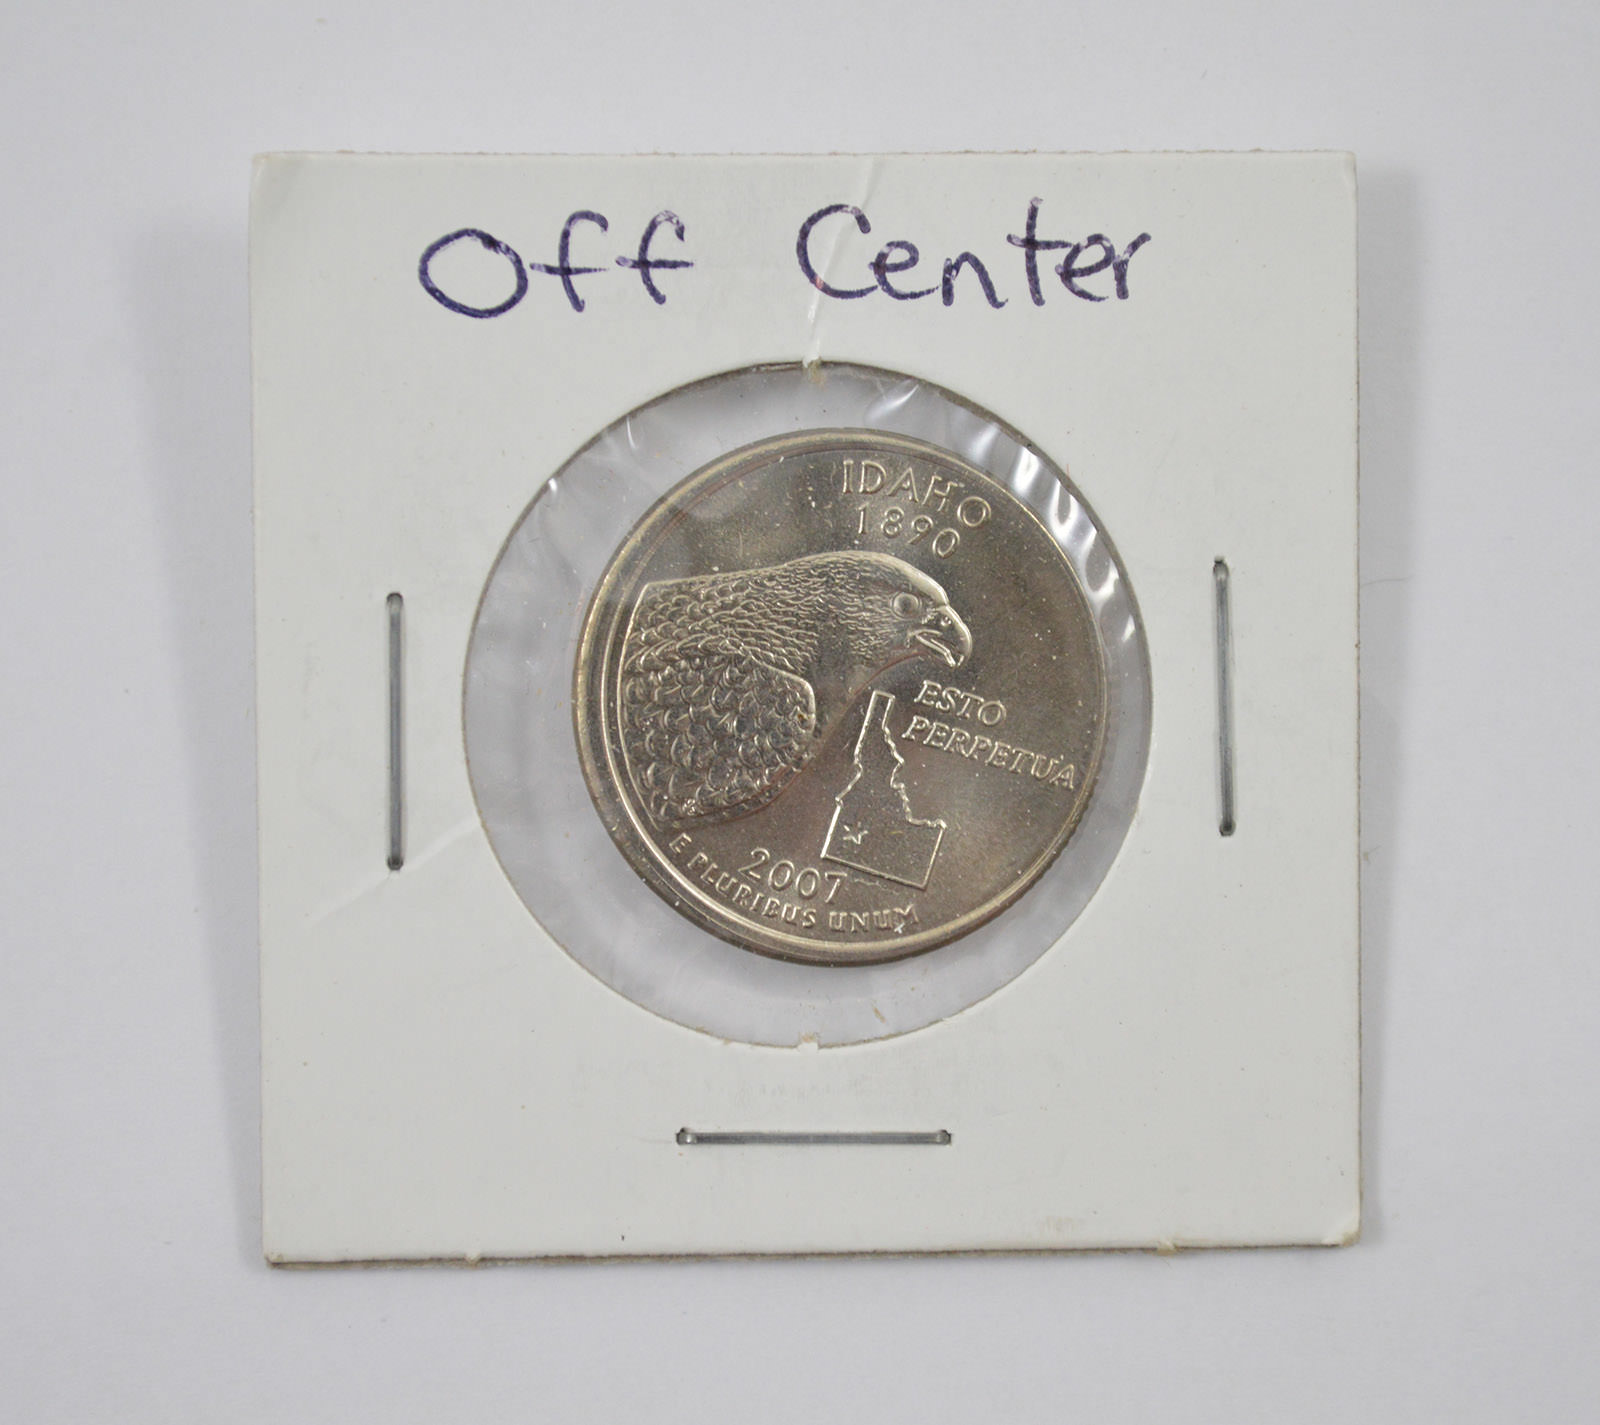 Off Center
IDAHO
1890
ESTO
PERPETUA
2007
E PLURIBUS UNUM